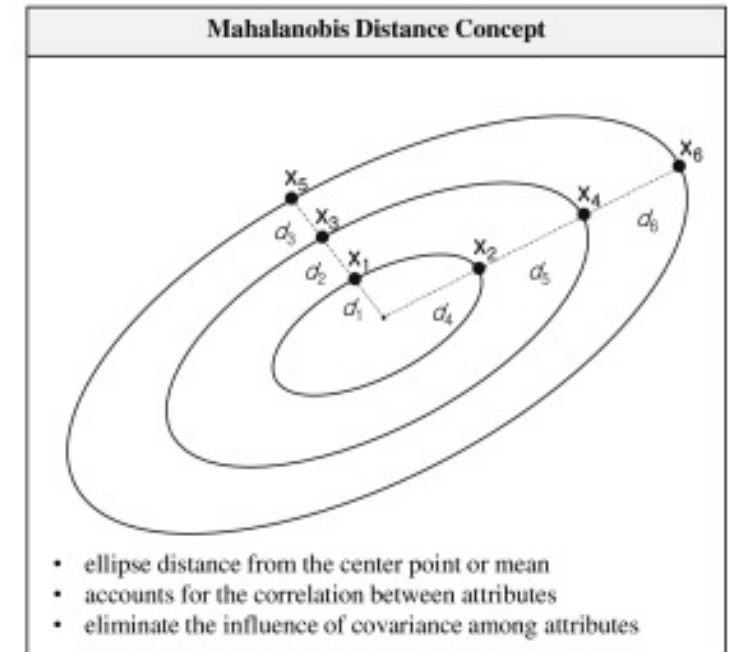 Mahalanobis Distance Concept
x₆
x₅
x₄
x₃
d₆
d₃
x₂
x₁
d₂
d₅
d₁
d₄
• ellipse distance from the center point or mean
• accounts for the correlation between attributes
• eliminate the influence of covariance among attributes